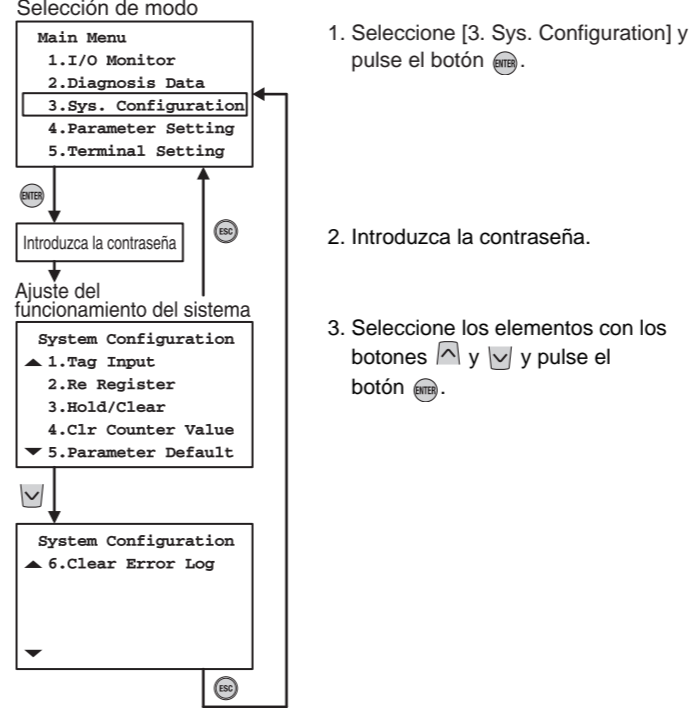 Selección de modo
Main Menu
1.I/O Monitor
2.Diagnosis Data
3.Sys. Configuration
4.Parameter Setting
5.Terminal Setting
1. Seleccione [3. Sys. Configuration] y
pulse el botón ENTER.
ENTER
ESC
Introduzca la contraseña
2. Introduzca la contraseña.
Ajuste del
funcionamiento del sistema
System Configuration
1.Tag Input
2.Re Register
3.Hold/Clear
4.Clr Counter Value
5.Parameter Default
3. Seleccione los elementos con los
botones y y pulse el
botón ENTER.
System Configuration
6.Clear Error Log
ESC